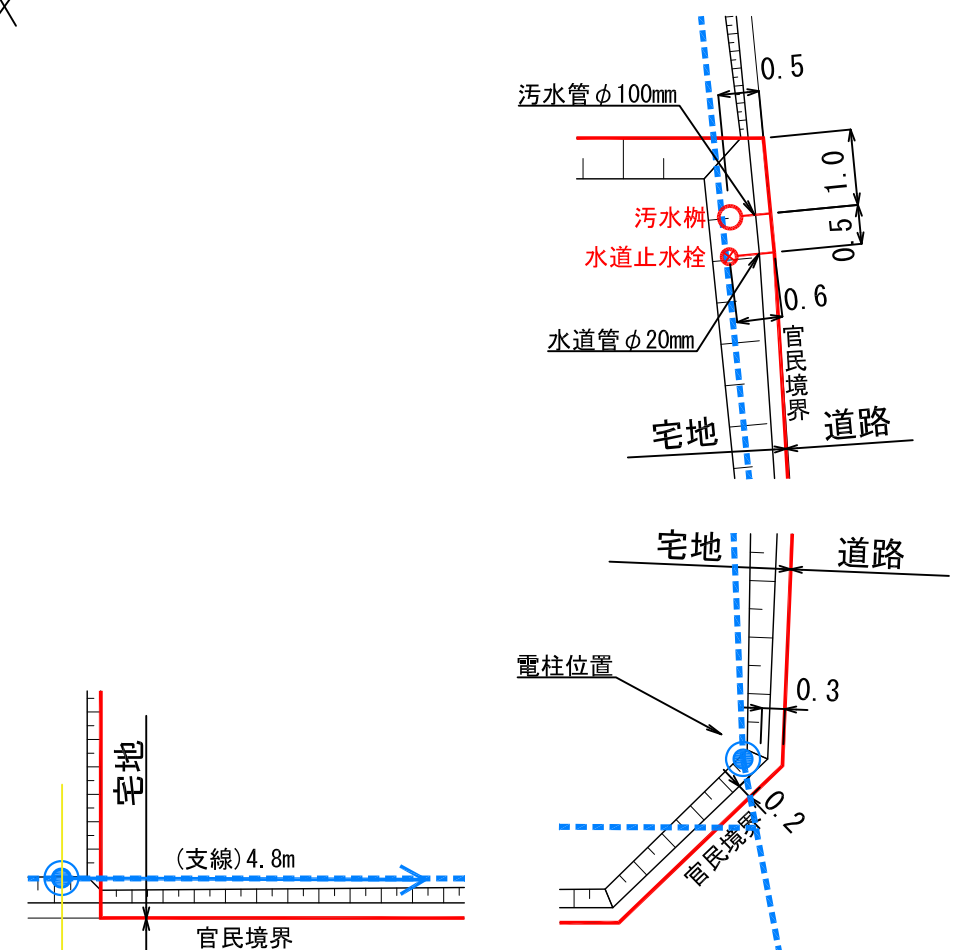 0.5
汚水管φ100mm
1.0
汚水桝
0.5
水道止水栓
0.6
水道管φ20mm
官民境界
宅地
道路
宅地
道路
電柱位置
0.3
宅地
0.2
官民境界
(支線)4.8m
官民境界